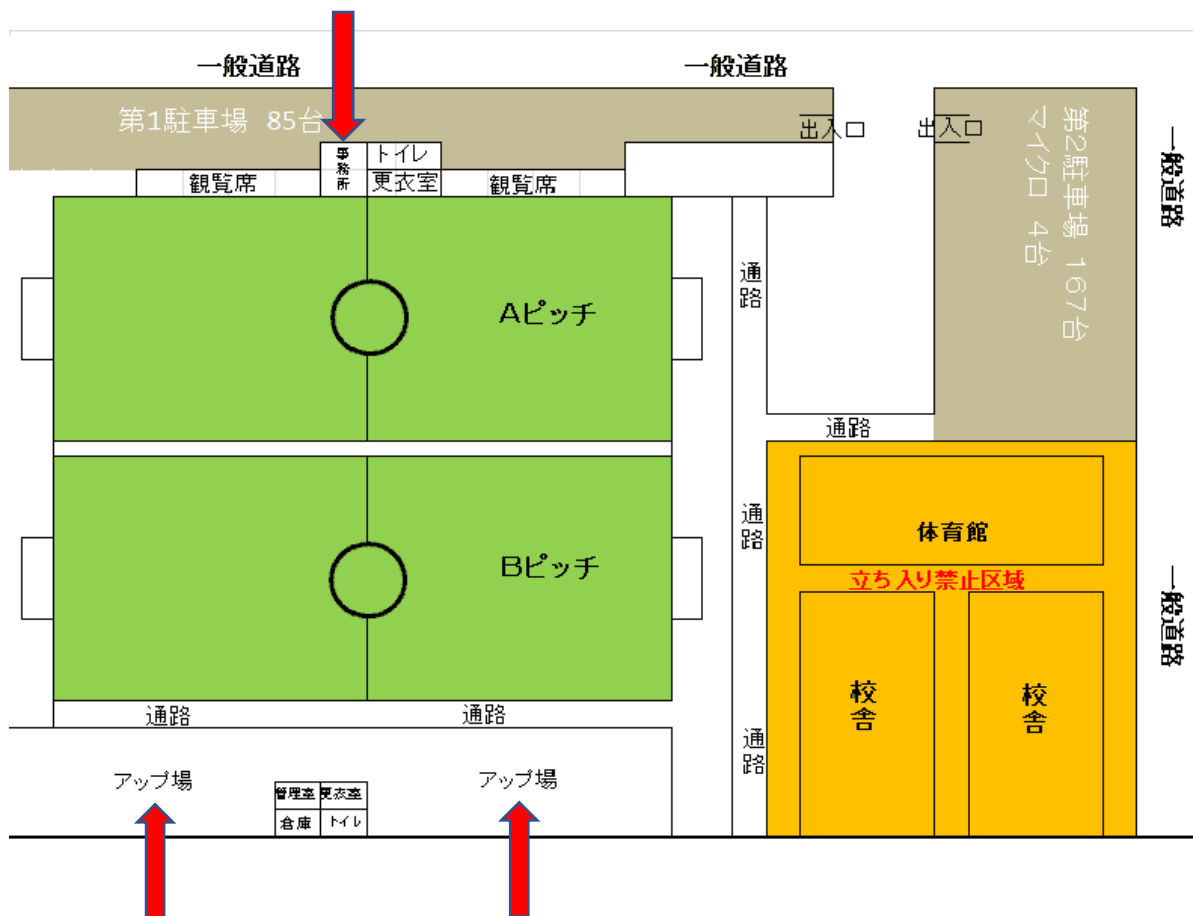 一般道路
一般道路
第1駐車場 85台
出入口
出入口
事務所
トイレ
更衣室
観覧席
観覧席
第2駐車場 167台
マイクロ 4台
一般道路
通路
Aピッチ
通路
通路
体育館
Bピッチ
立ち入り禁止区域
一般道路
校舎
校舎
通路
通路
通路
アップ場
アップ場
管理室
更衣室
倉庫
トイレ